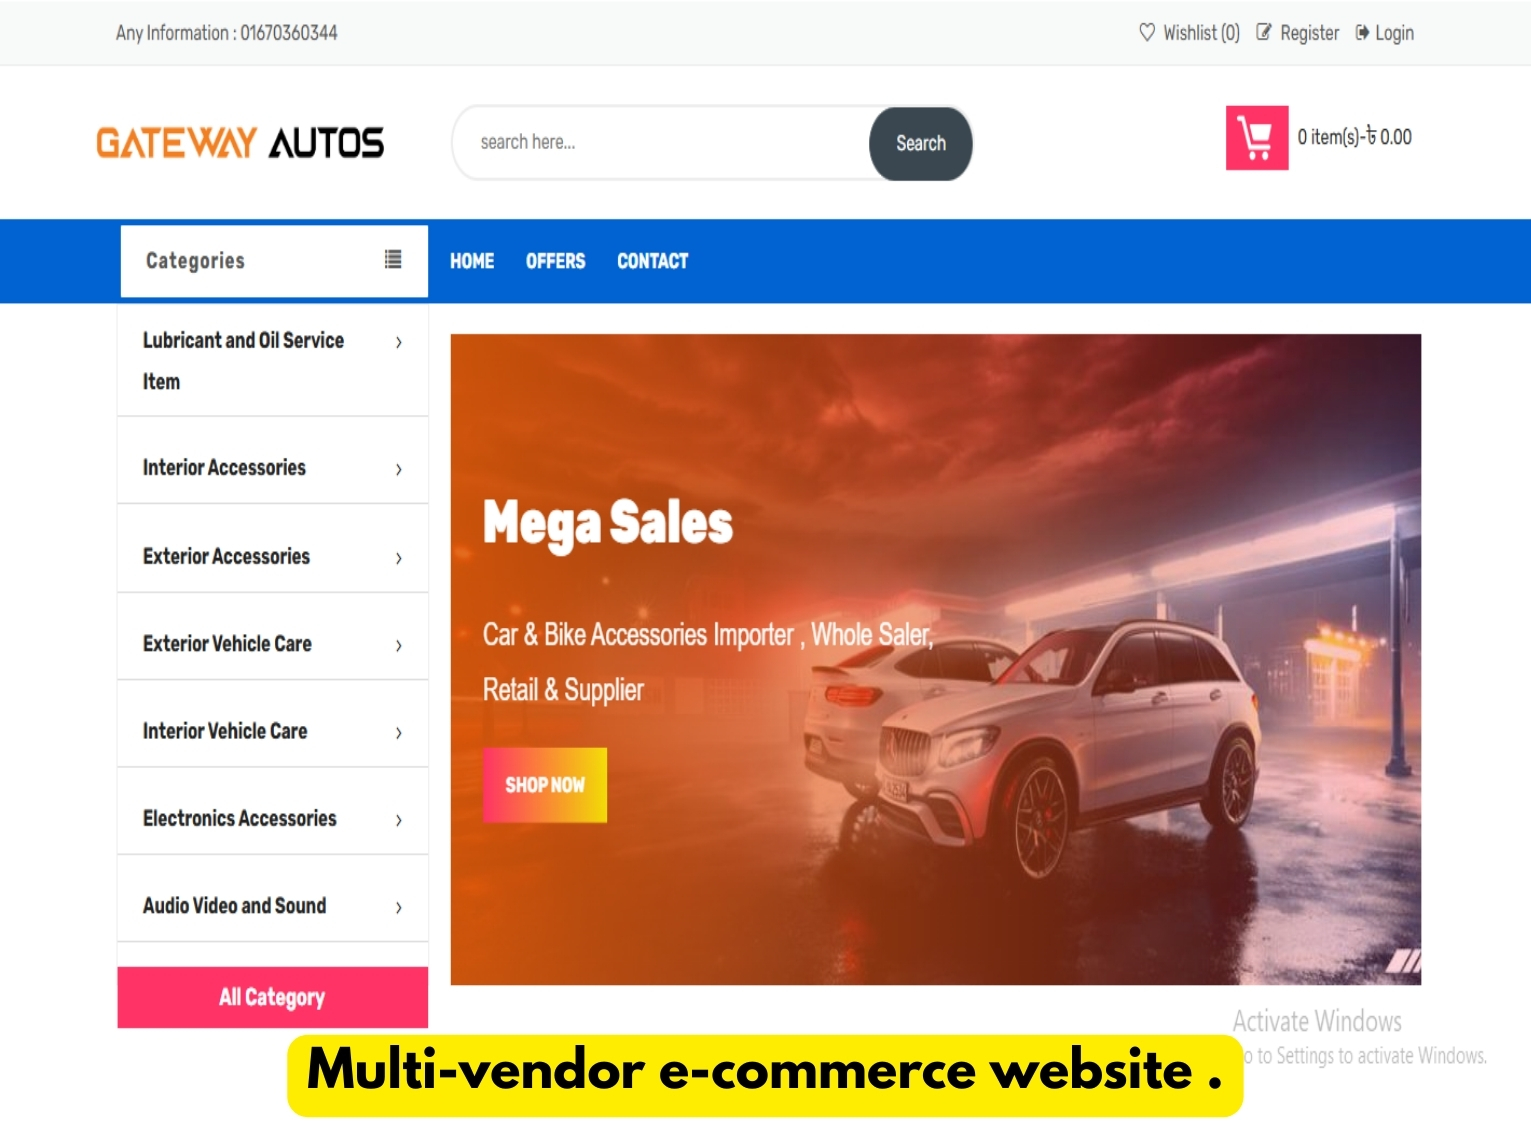 Any Information : 01670360344
Wishlist (0) Register Login
GATEWAY AUTOS
search here...
Search
0 item(s)-৳ 0.00
Categories
HOME OFFERS CONTACT
Lubricant and Oil Service
Item
Interior Accessories
Exterior Accessories
Exterior Vehicle Care
Interior Vehicle Care
Electronics Accessories
Audio Video and Sound
All Category
Mega Sales
Car & Bike Accessories Importer , Whole Saler,
Retail & Supplier
SHOP NOW
Activate Windows
to Settings to activate Windows.
Multi-vendor e-commerce website .